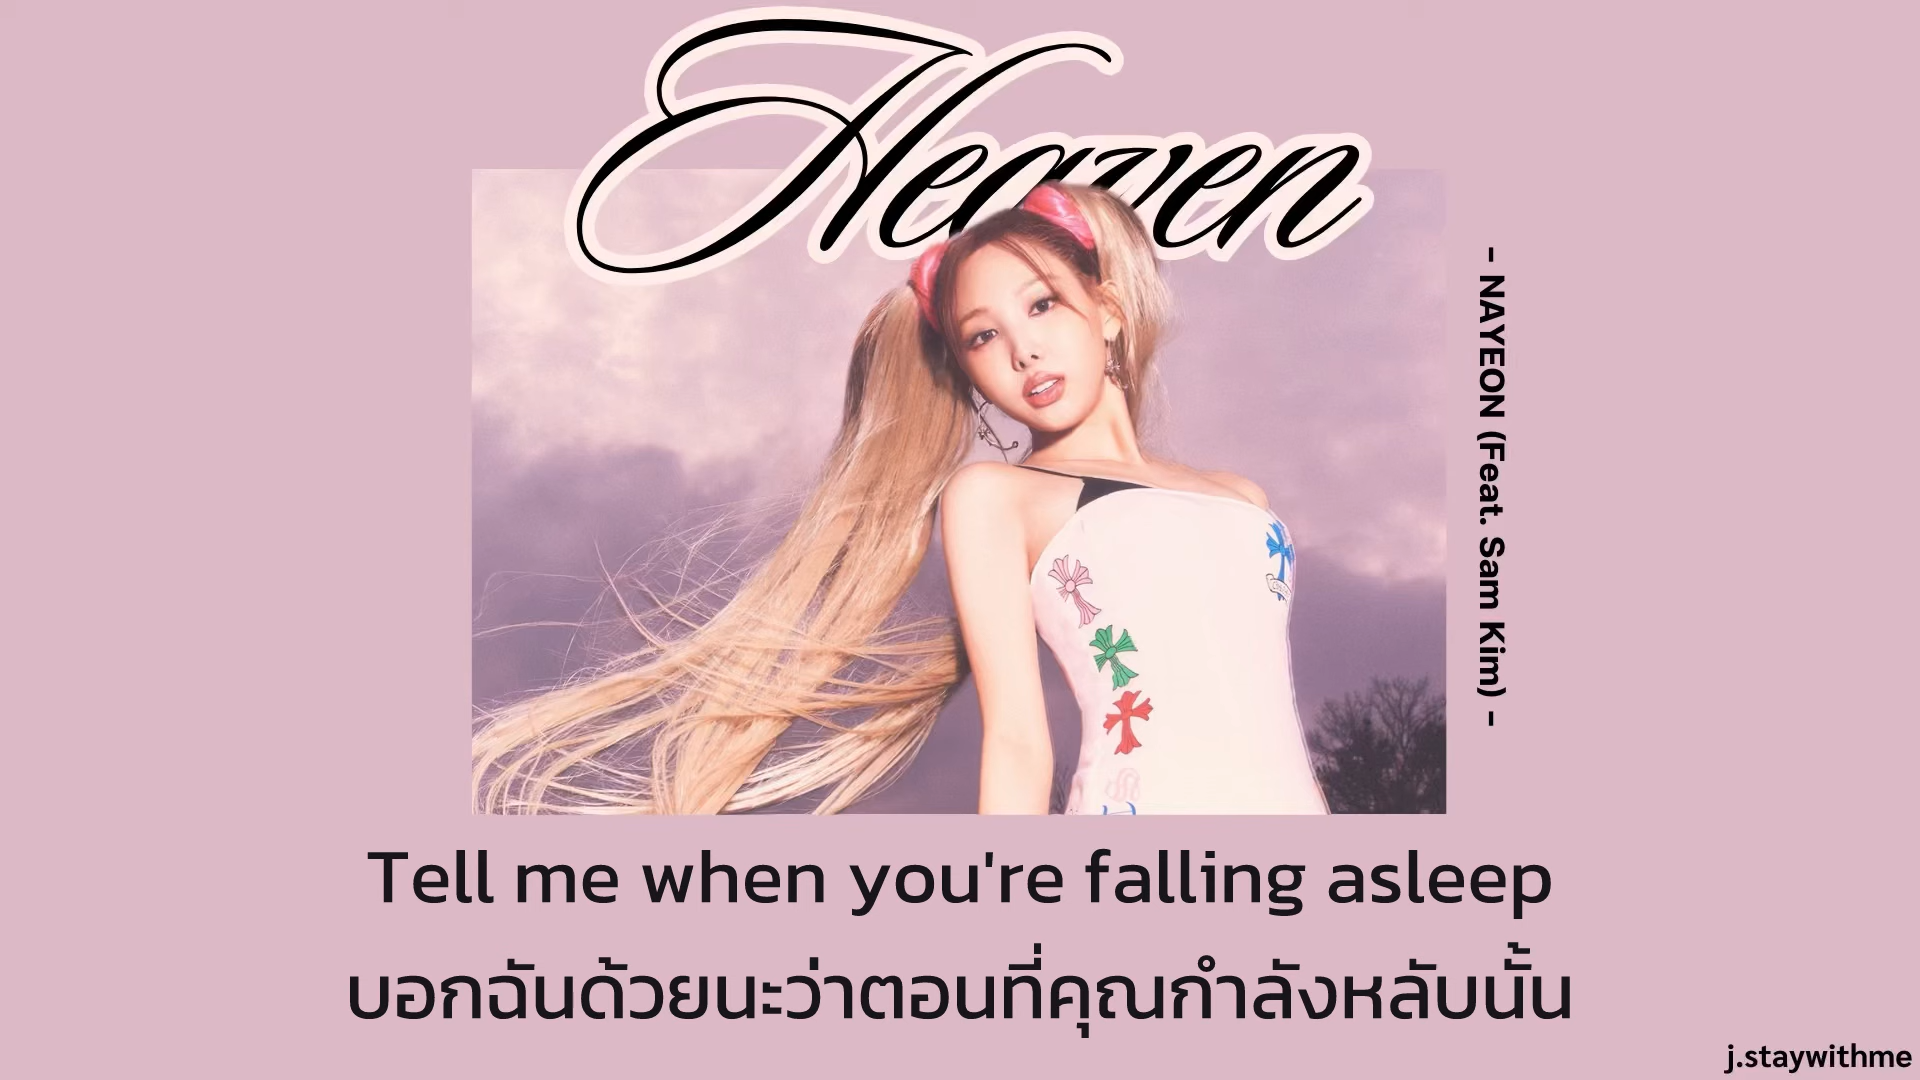 Heaven
- NAYEON (Feat. Sam Kim) -
Tell me when you're falling asleep
บอกฉันด้วยนะว่าตอนที่คุณกำลังหลับนั้น
j.staywithme